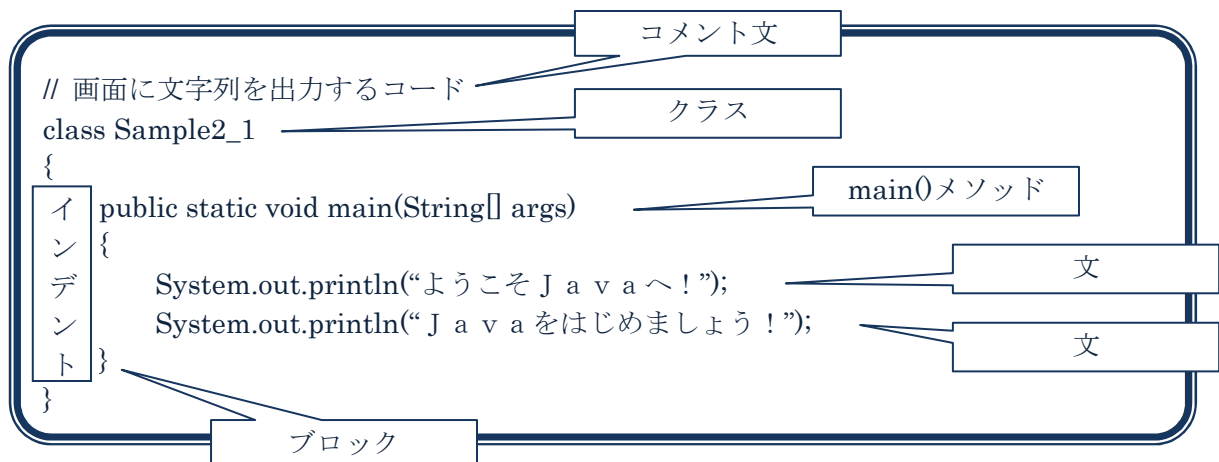 コメント文
// 画面に文字列を出力するコード
クラス
class Sample2_1
{
main()メソッド
インデント
public static void main(String[] args)
{
文
System.out.println(“ようこそＪａｖａへ！”);
System.out.println(“Ｊａｖａをはじめましょう！”);
文
}
}
ブロック